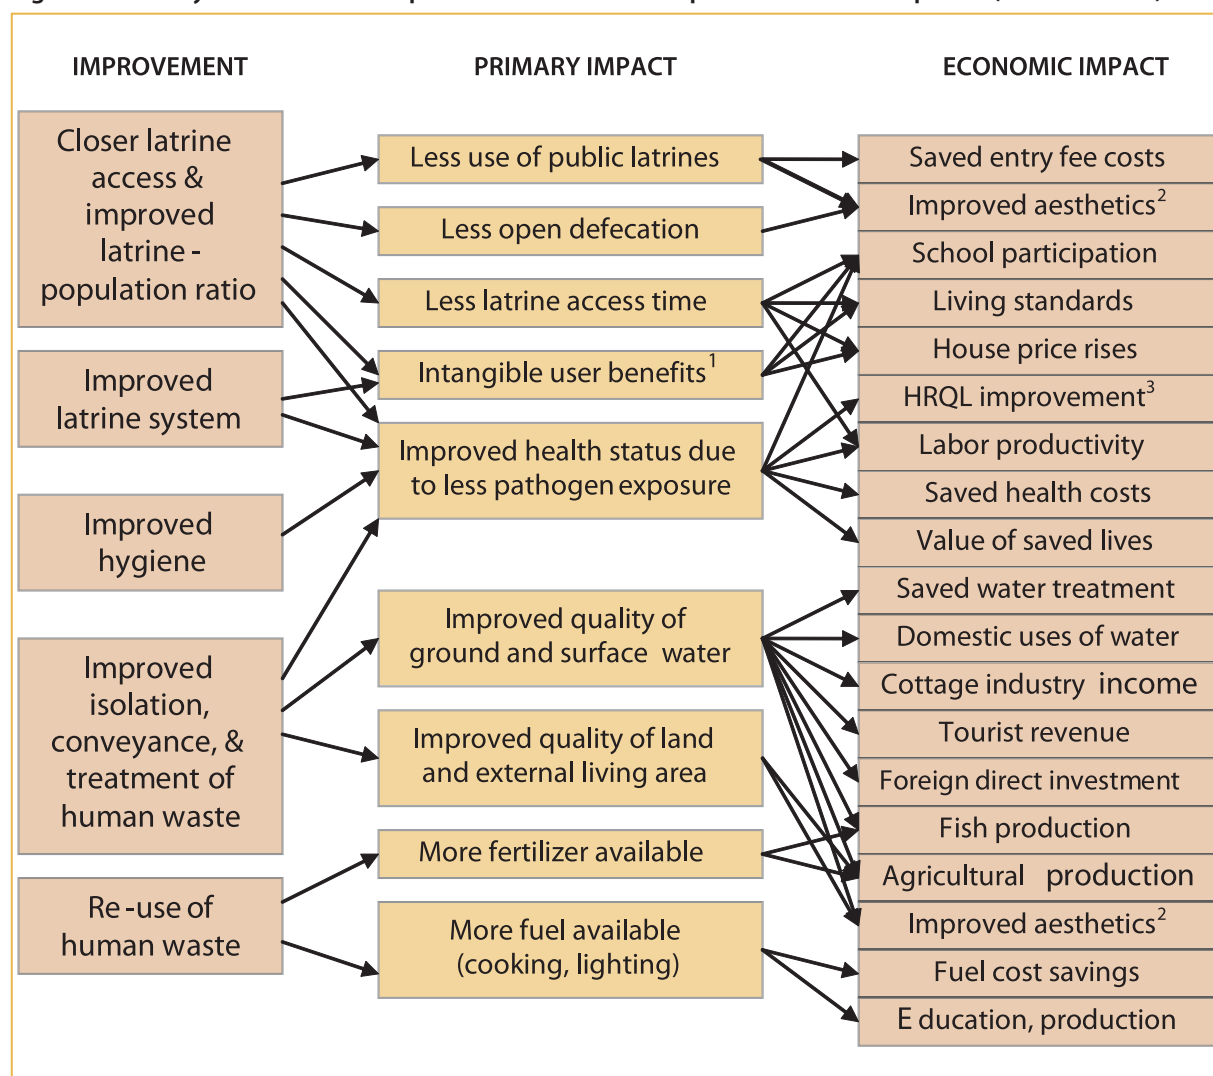 IMPROVEMENT
PRIMARY IMPACT
ECONOMIC IMPACT
Closer latrine
access &
improved
latrine -
population ratio
Improved
latrine system
Improved
hygiene
Improved
isolation,
conveyance, &
treatment of
human waste
Re -use of
human waste
Less use of public latrines
Less open defecation
Less latrine access time
Intangible user benefits1
Improved health status due
to less pathogen exposure
Improved quality of
ground and surface water
Improved quality of land
and external living area
More fertilizer available
More fuel available
(cooking, lighting)
Saved entry fee costs
Improved aesthetics2
School participation
Living standards
House price rises
HRQL improvement3
Labor productivity
Saved health costs
Value of saved lives
Saved water treatment
Domestic uses of water
Cottage industry income
Tourist revenue
Foreign direct investment
Fish production
Agricultural production
Improved aesthetics2
Fuel cost savings
E ducation, production